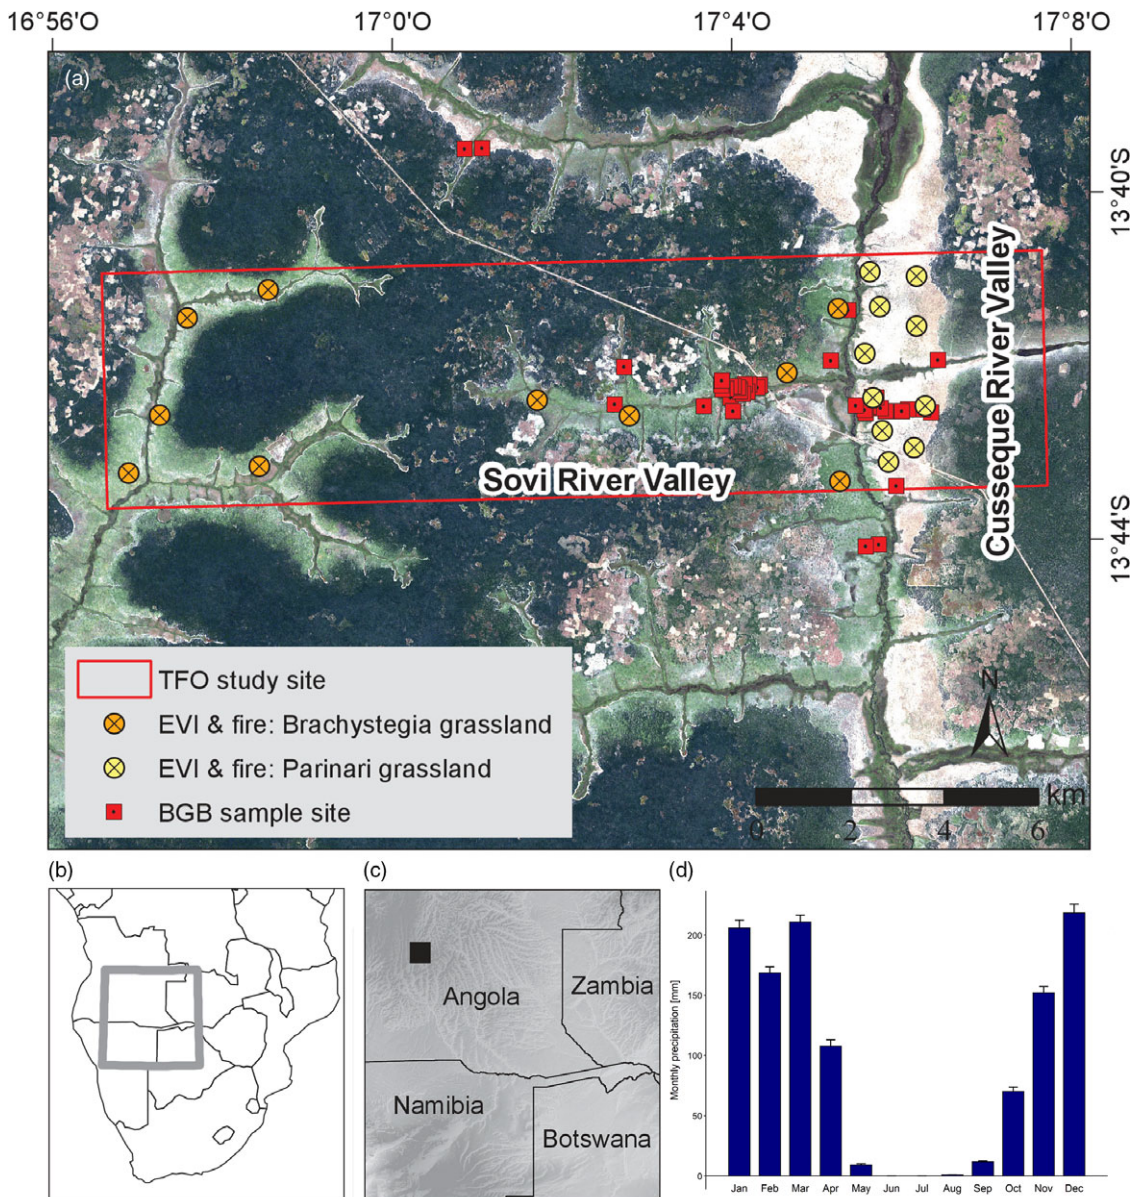 16°56'O 17°0'O 17°4'O 17°8'O
(a)
13°40'S
Cusseque River Valley
Sovi River Valley
13°44'S
N
TFO study site
EVI & fire: Brachystegia grassland
EVI & fire: Parinari grassland
BGB sample site
km
0 2 4 6
(b)
(c)
Angola
Zambia
Namibia
Botswana
(d)
Monthly precipitation [mm]
200
150
100
50
0
Jan Feb Mar Apr May Jun Jul Aug Sep Oct Nov Dec